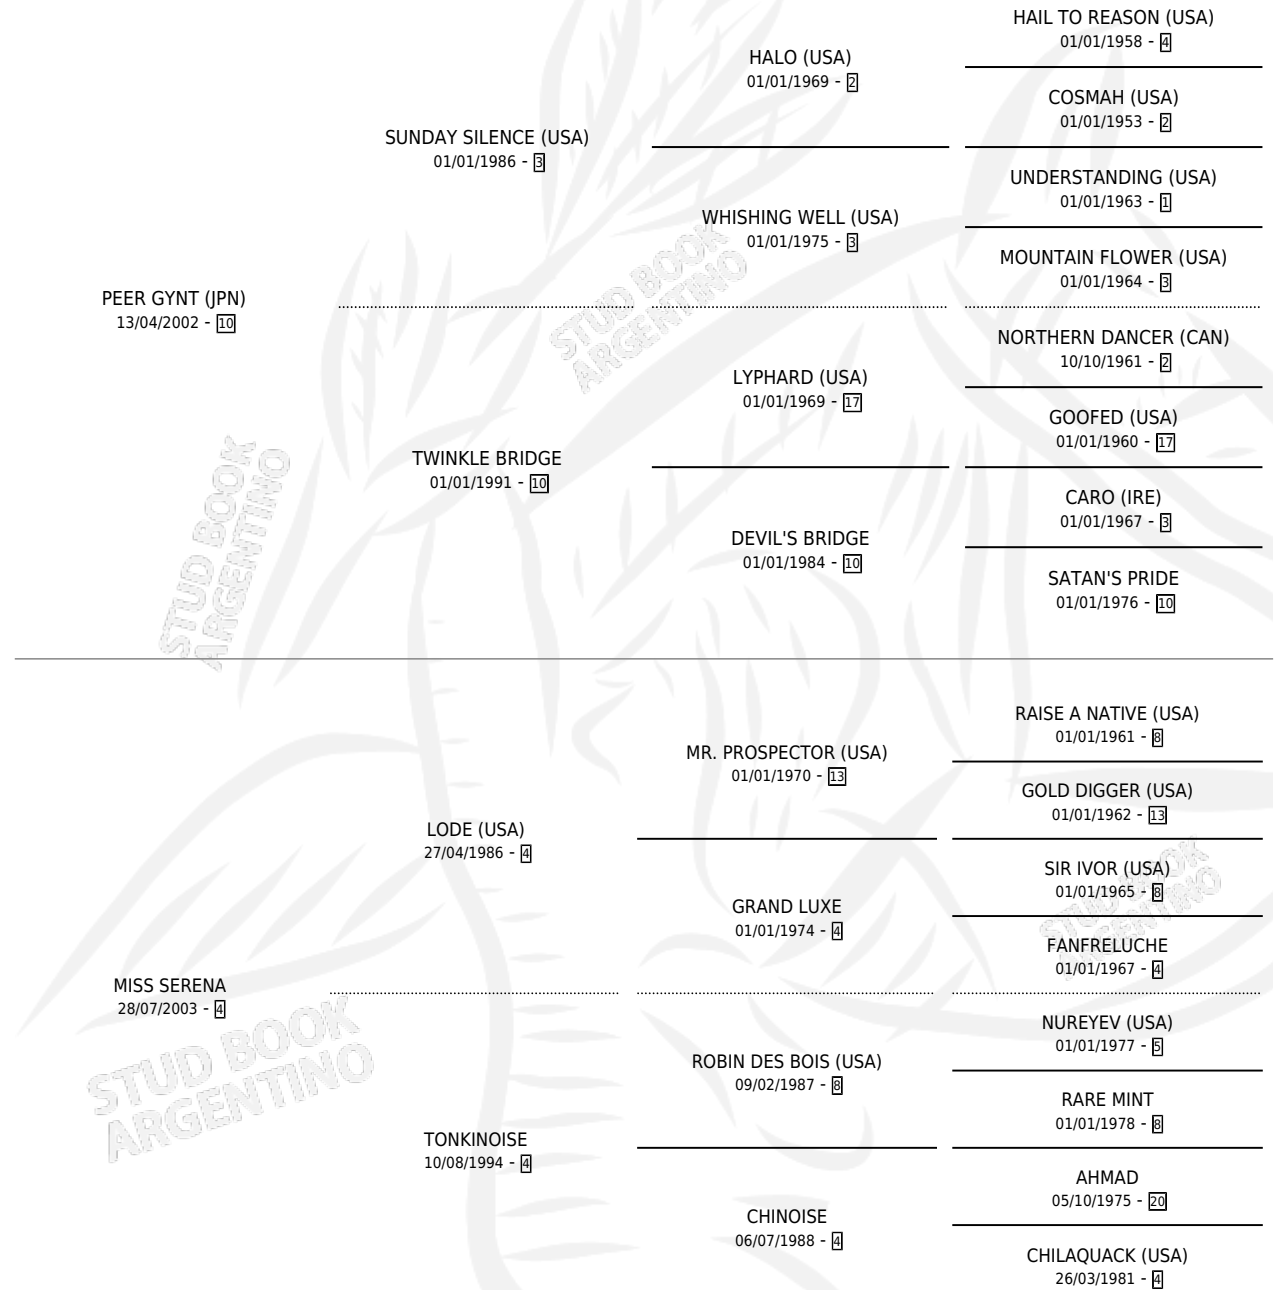 HAIL TO REASON (USA)
01/01/1958 - 4
HALO (USA)
01/01/1969 - 2
COSMAH (USA)
01/01/1953 - 2
SUNDAY SILENCE (USA)
01/01/1986 - 3
UNDERSTANDING (USA)
01/01/1963 - 1
WHISHING WELL (USA)
01/01/1975 - 3
MOUNTAIN FLOWER (USA)
01/01/1964 - 3
STUD BOOK
ARGENTINO
PEER GYNT (JPN)
13/04/2002 - 10
NORTHERN DANCER (CAN)
10/10/1961 - 2
LYPHARD (USA)
01/01/1969 - 17
GOOFED (USA)
01/01/1960 - 17
TWINKLE BRIDGE
01/01/1991 - 10
CARO (IRE)
01/01/1967 - 3
DEVIL'S BRIDGE
01/01/1984 - 10
SATAN'S PRIDE
01/01/1976 - 10
STUD BOOK
ARGENTINO
RAISE A NATIVE (USA)
01/01/1961 - 8
MR. PROSPECTOR (USA)
01/01/1970 - 13
GOLD DIGGER (USA)
01/01/1962 - 13
LODE (USA)
27/04/1986 - 4
SIR IVOR (USA)
01/01/1965 - 8
GRAND LUXE
01/01/1974 - 4
STUD BOOK
ARGENTINO
FANFRELUCHE
01/01/1967 - 4
MISS SERENA
28/07/2003 - 4
STUD BOOK
ARGENTINO
NUREYEV (USA)
01/01/1977 - 5
ROBIN DES BOIS (USA)
09/02/1987 - 8
RARE MINT
01/01/1978 - 8
TONKINOISE
10/08/1994 - 4
AHMAD
05/10/1975 - 20
CHINOISE
06/07/1988 - 4
CHILAQUACK (USA)
26/03/1981 - 4